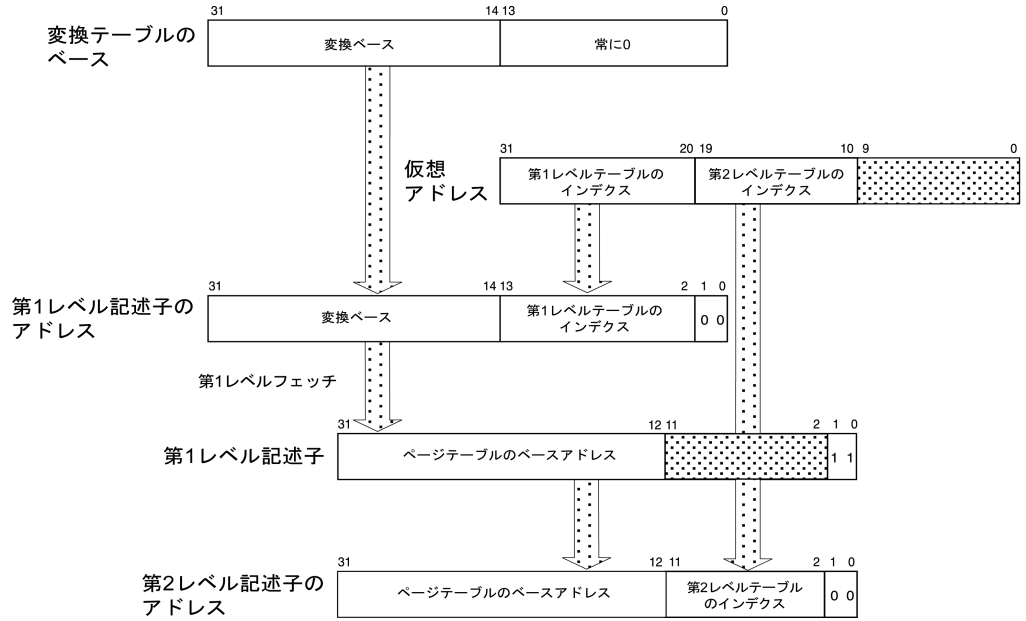 31 14 13 0
変換テーブルの
ベース
変換ベース 常に0
31 20 19 10 9 0
仮想
アドレス
第1レベルテーブルの
インデクス
第2レベルテーブルの
インデクス
31 14 13 2 1 0
第1レベル記述子の
アドレス
変換ベース
第1レベルテーブルの
インデクス
0 0
第1レベルフェッチ
31 12 11 2 1 0
第1レベル記述子
ページテーブルのベースアドレス
1 1
31 12 11 2 1 0
第2レベル記述子の
アドレス
ページテーブルのベースアドレス
第2レベルテーブル
のインデクス
0 0